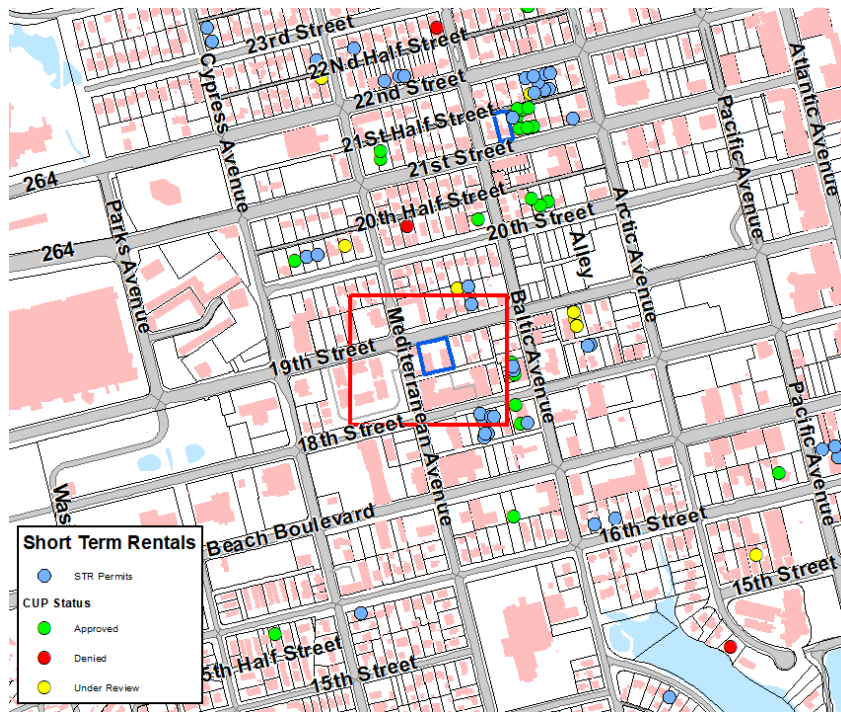 23rd Street
22Nd Half Street
22nd Street
Cypress Avenue
Atlantic Avenue
Pacific Avenue
21St Half Street
21st Street
264
Parks Avenue
20th Half Street
20th Street
Arctic Avenue
264
Alley
Baltic Avenue
Mediterranean Avenue
19th Street
18th Street
Pacific Avenue
Was
Beach Boulevard
16th Street
15th Street
5th Half Street
15th Street
Short Term Rentals
STR Permits
CUP Status
Approved
Denied
Under Review